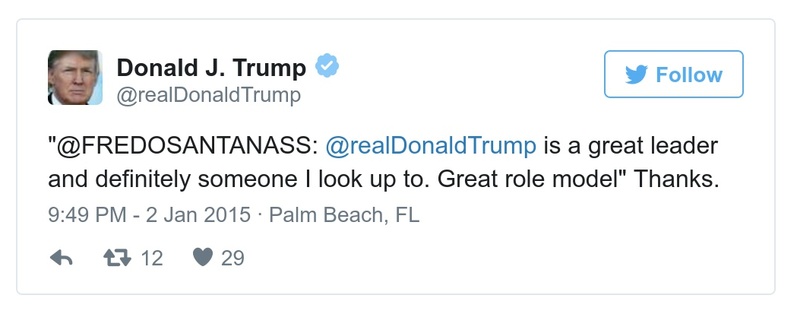 Donald J. Trump
@realDonaldTrump
Follow
"@FREDOSANTANASS: @realDonaldTrump is a great leader
and definitely someone I look up to. Great role model" Thanks.
9:49 PM - 2 Jan 2015 · Palm Beach, FL
12 29